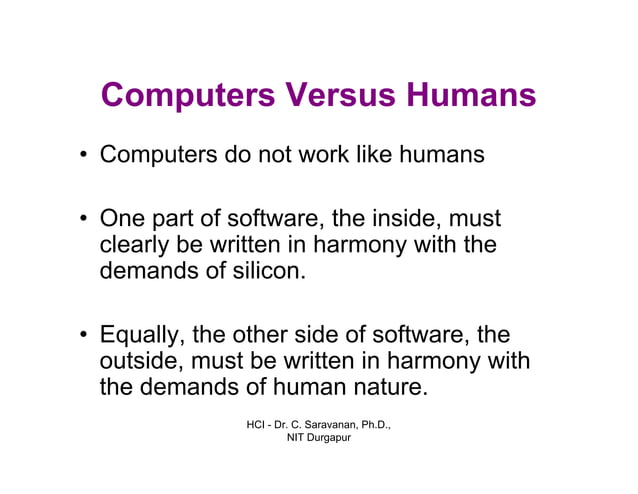 Computers Versus Humans
• Computers do not work like humans
• One part of software, the inside, must
clearly be written in harmony with the
demands of silicon.
• Equally, the other side of software, the
outside, must be written in harmony with
the demands of human nature.
HCI - Dr. C. Saravanan, Ph.D.,
NIT Durgapur